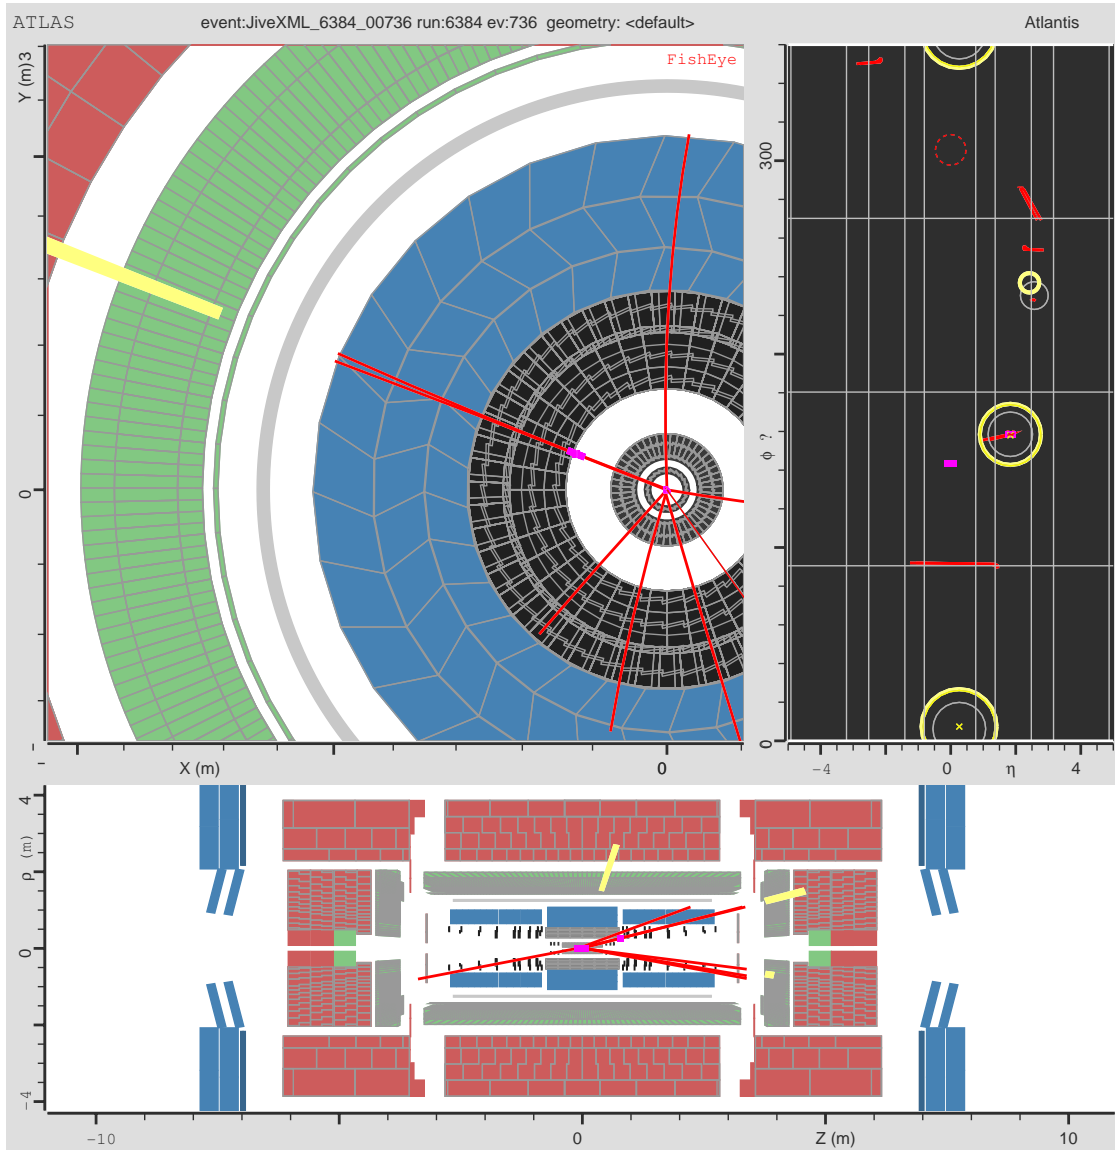 ATLAS event:JiveXML_6384_00736 run:6384 ev:736 geometry: <default> Atlantis
FishEye
Y (m) 3
0
X (m) 0
300
φ ?
0
-4 0 η 4
4
ρ (m)
0
-4
-10 0 Z (m) 10